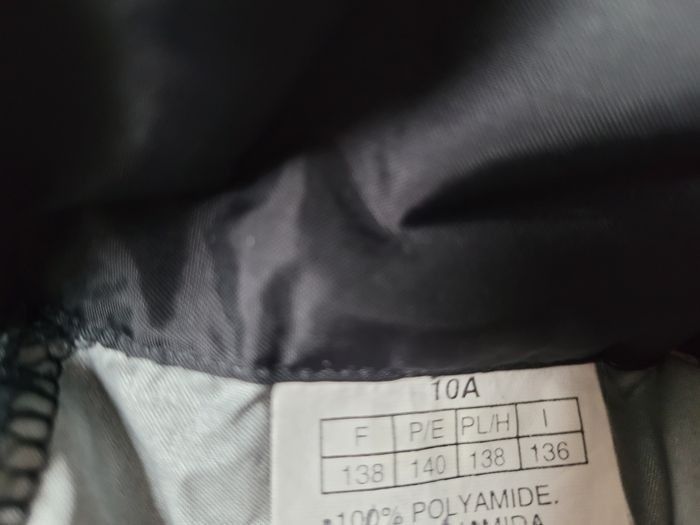 10A
F P/E PL/H I
138 140 138 136
*100% POLYAMIDE.